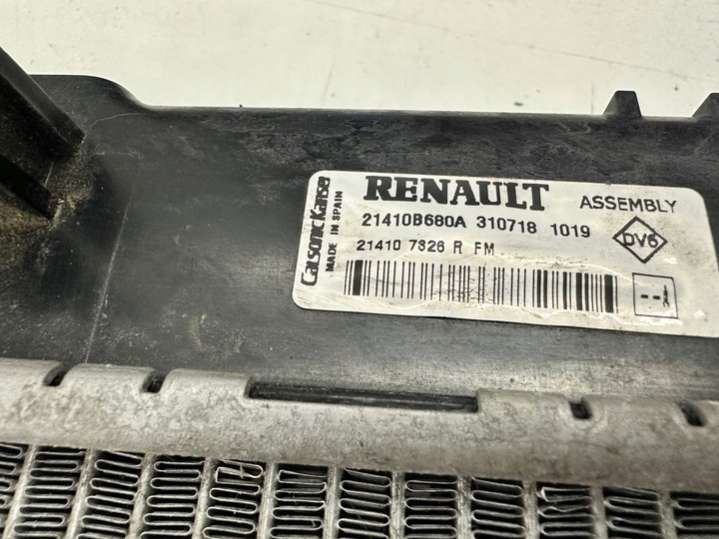 CalsonicKansei
MADE IN SPAIN
RENAULT ASSEMBLY
21410B680A 310718 1019
21410 7326 R FM
DV6